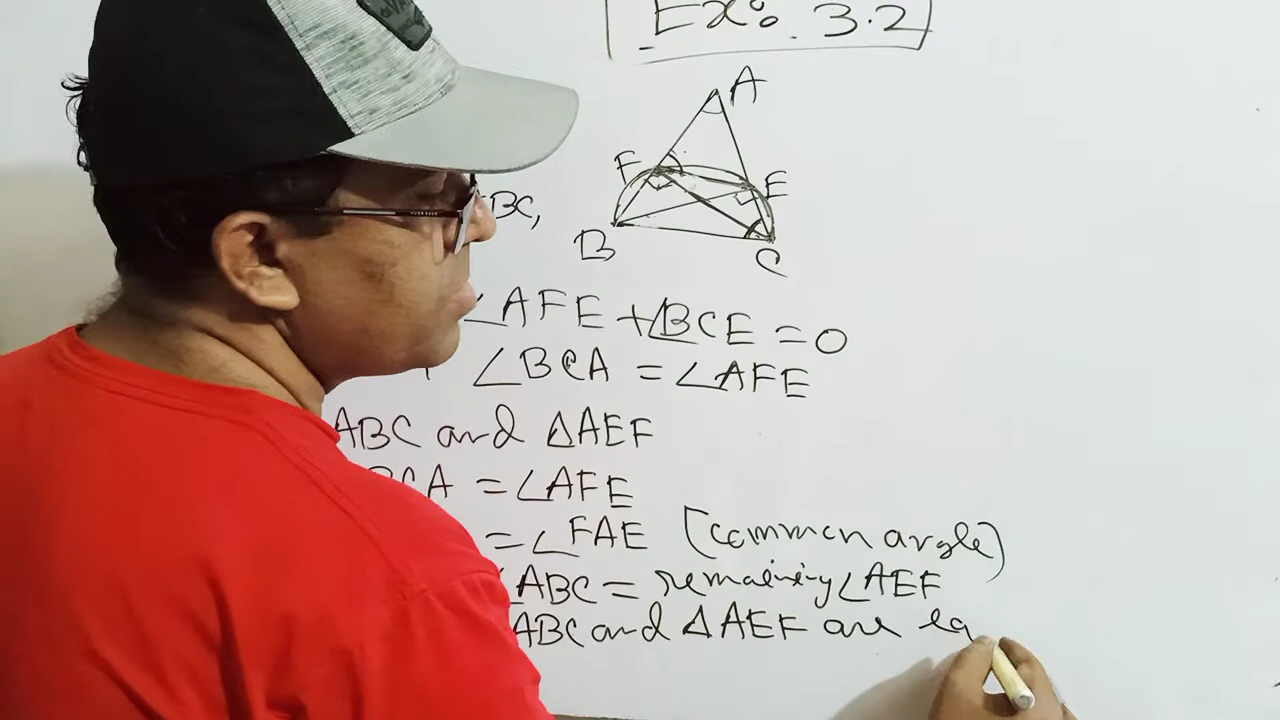 Ex: 3.2
A
F
E
BC,
B
C
∠AFE + ∠BCE = 0
∠BCA = ∠AFE
ABC and ΔAEF
BCA = ∠AFE
= ∠FAE (common angle)
∠ABC = remaining ∠AEF
ABC and ΔAEF are eq